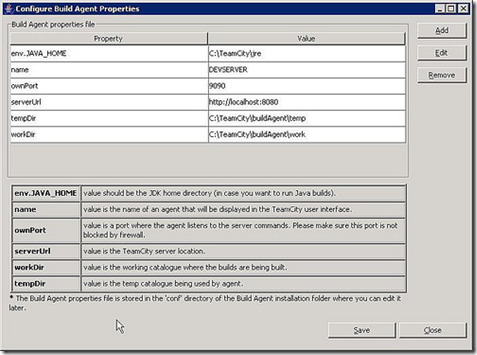 Configure Build Agent Properties
Build Agent properties file
Property Value
env.JAVA_HOME C:\TeamCity\jre
name DEVSERVER
ownPort 9090
serverUrl http://localhost:8080
tempDir C:\TeamCity\buildAgent\temp
workDir C:\TeamCity\buildAgent\work
Add
Edit
Remove
env.JAVA_HOME value should be the JDK home directory (in case you want to run Java builds).
name value is the name of an agent that will be displayed in the TeamCity user interface.
ownPort value is a port where the agent listens to the server commands. Please make sure this port is not
blocked by firewall.
serverUrl value is the TeamCity server location.
workDir value is the working catalogue where the builds are being built.
tempDir value is the temp catalogue being used by agent.
* The Build Agent properties file is stored in the 'conf' directory of the Build Agent installation folder where you can edit it
later.
Save Close